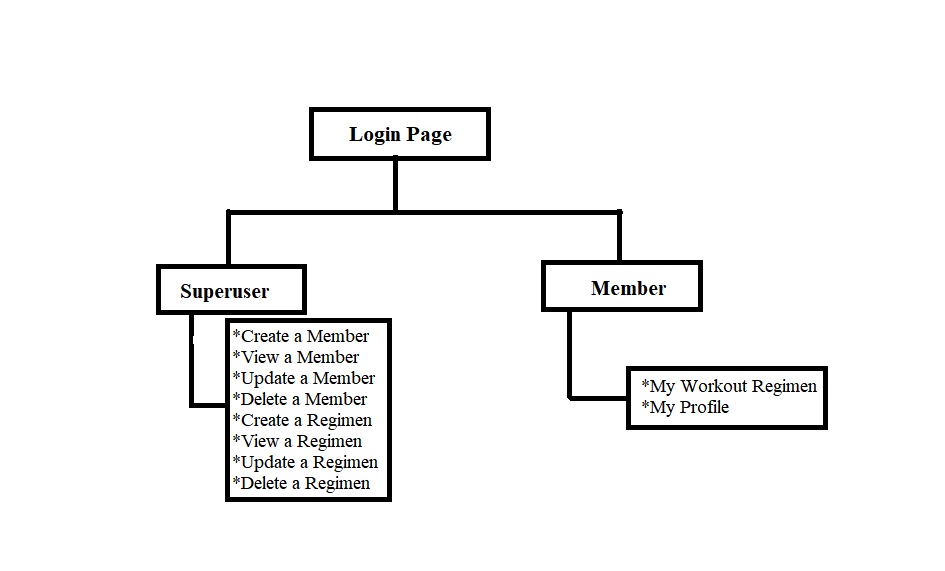 Login Page
Superuser
Member
*Create a Member
*View a Member
*Update a Member
*Delete a Member
*Create a Regimen
*View a Regimen
*Update a Regimen
*Delete a Regimen
*My Workout Regimen
*My Profile